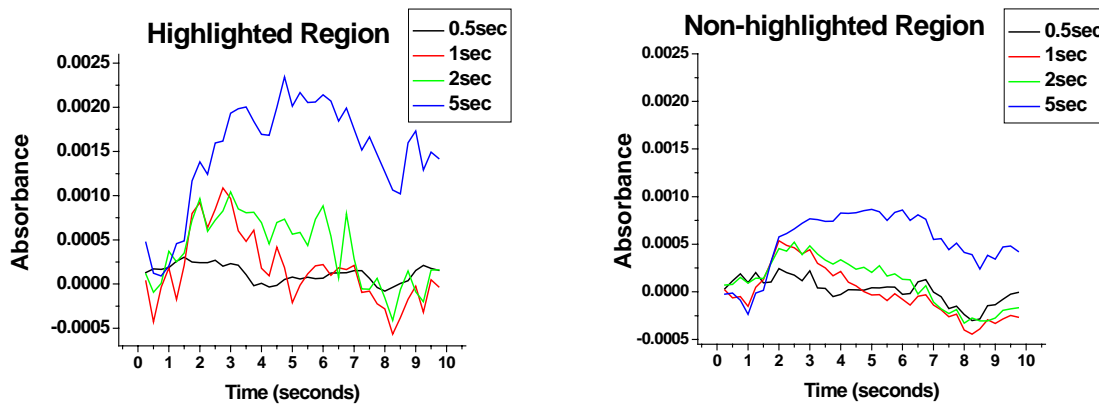 Highlighted Region
0.5sec
1sec
2sec
5sec
0.0025
0.0020
0.0015
0.0010
0.0005
0.0000
-0.0005
Absorbance
0 1 2 3 4 5 6 7 8 9 10
Time (seconds)
Non-highlighted Region
0.5sec
1sec
2sec
5sec
0.0025
0.0020
0.0015
0.0010
0.0005
0.0000
-0.0005
Absorbance
0 1 2 3 4 5 6 7 8 9 10
Time (seconds)